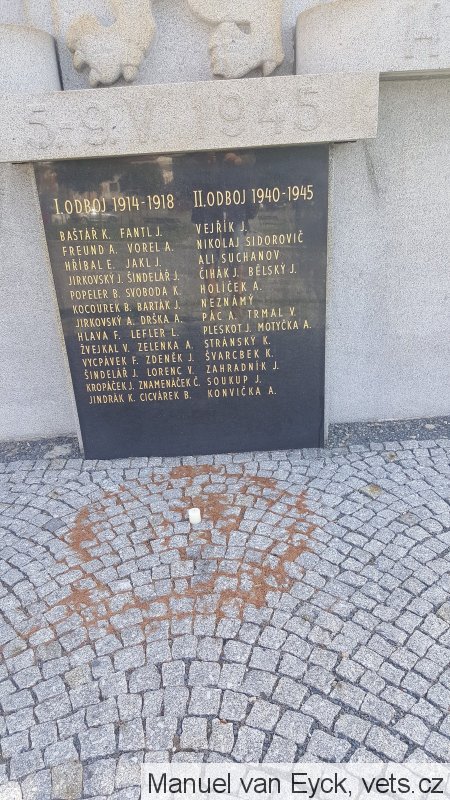 H
5.-9.V 1945
I.ODBOJ 1914-1918 II.ODBOJ 1940-1945
BAŠTÁŘ K. FANTL J. VEJŘÍK J.
FREUND A. VOREL A. NIKOLAJ SIDOROVIČ
HŘÍBAL E. JAKL J. ALI SUCHANOV
JIRKOVSKÝ J. ŠINDELÁŘ J. ČIHÁK J. BĚLSKÝ J.
POPELER B. SVOBODA K. HOLÍČEK A.
KOCOUREK B. BARTÁK J. NEZNÁMÝ
JIRKOVSKÝ A. DRŠKA A. PÁC A. TRMAL V.
HLAVA F. LEFLER L. PLESKOT J. MOTYČKA A.
ŽVEJKAL V. ZELENKA A. STRÁNSKÝ K.
VYCPÁVEK F. ZDENĚK J. ŠVARCBEK K.
ŠINDELÁŘ J. LORENC V. ZAHRADNÍK J.
KROPÁČEK J. ZNAMENÁČEK Č. SOUKUP J.
JINDRÁK K. CICVÁREK B. KONVIČKA A.
Manuel van Eyck, vets.cz